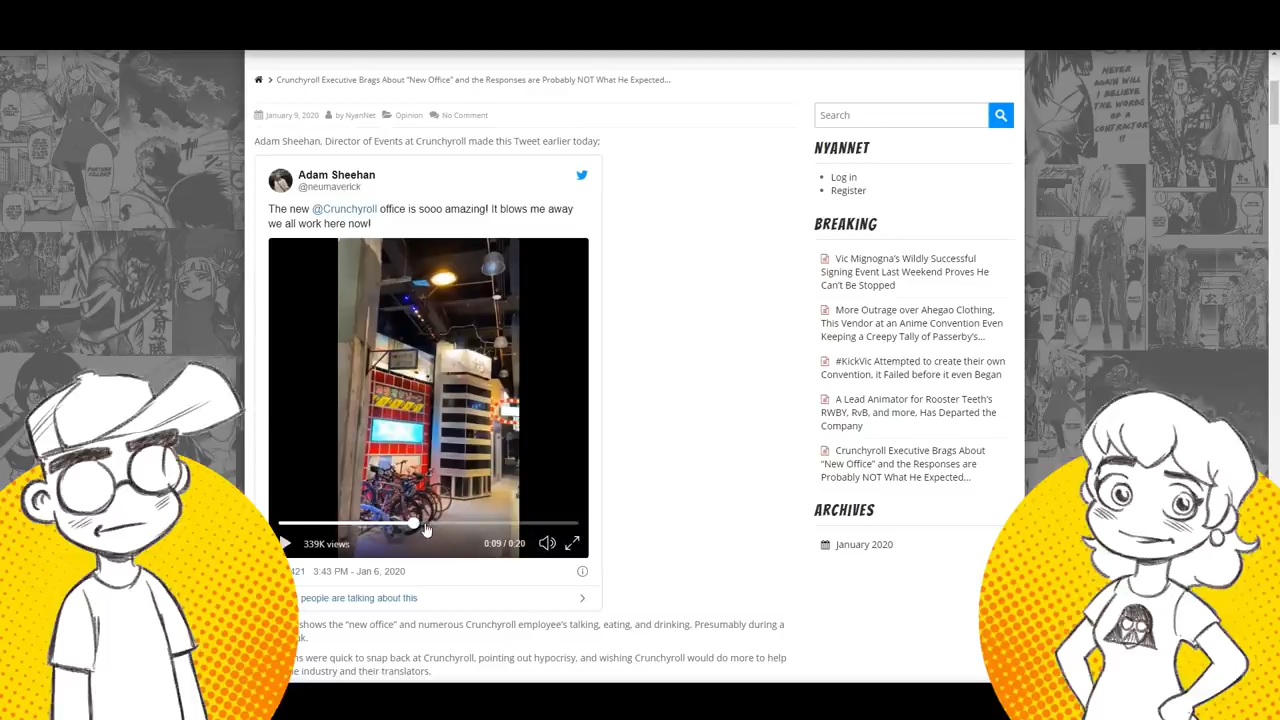 Crunchyroll Executive Brags About “New Office” and the Responses are Probably NOT What He Expected...
January 9, 2020 by NyanNet Opinion No Comment
Adam Sheehan, Director of Events at Crunchyroll made this Tweet earlier today;
Adam Sheehan
@neumaverick
The new @Crunchyroll office is sooo amazing! It blows me away
we all work here now!
339K views 0:09 / 0:20
421 3:43 PM - Jan 6, 2020
people are talking about this
shows the “new office” and numerous Crunchyroll employee’s talking, eating, and drinking. Presumably during a
were quick to snap back at Crunchyroll, pointing out hypocrisy, and wishing Crunchyroll would do more to help
industry and their translators.
Search
NYANNET
Log in
Register
BREAKING
Vic Mignogna’s Wildly Successful
Signing Event Last Weekend Proves He
Can’t Be Stopped
More Outrage over Ahegao Clothing,
This Vendor at an Anime Convention Even
Keeping a Creepy Tally of Passerby’s...
#KickVic Attempted to create their own
Convention, it Failed before it even Began
A Lead Animator for Rooster Teeth’s
RWBY, RvB, and more, Has Departed the
Company
Crunchyroll Executive Brags About
“New Office” and the Responses are
Probably NOT What He Expected...
ARCHIVES
January 2020
NEVER
AGAIN WILL
I BELIEVE
THE WORDS
OF A
CONTRACTOR!!